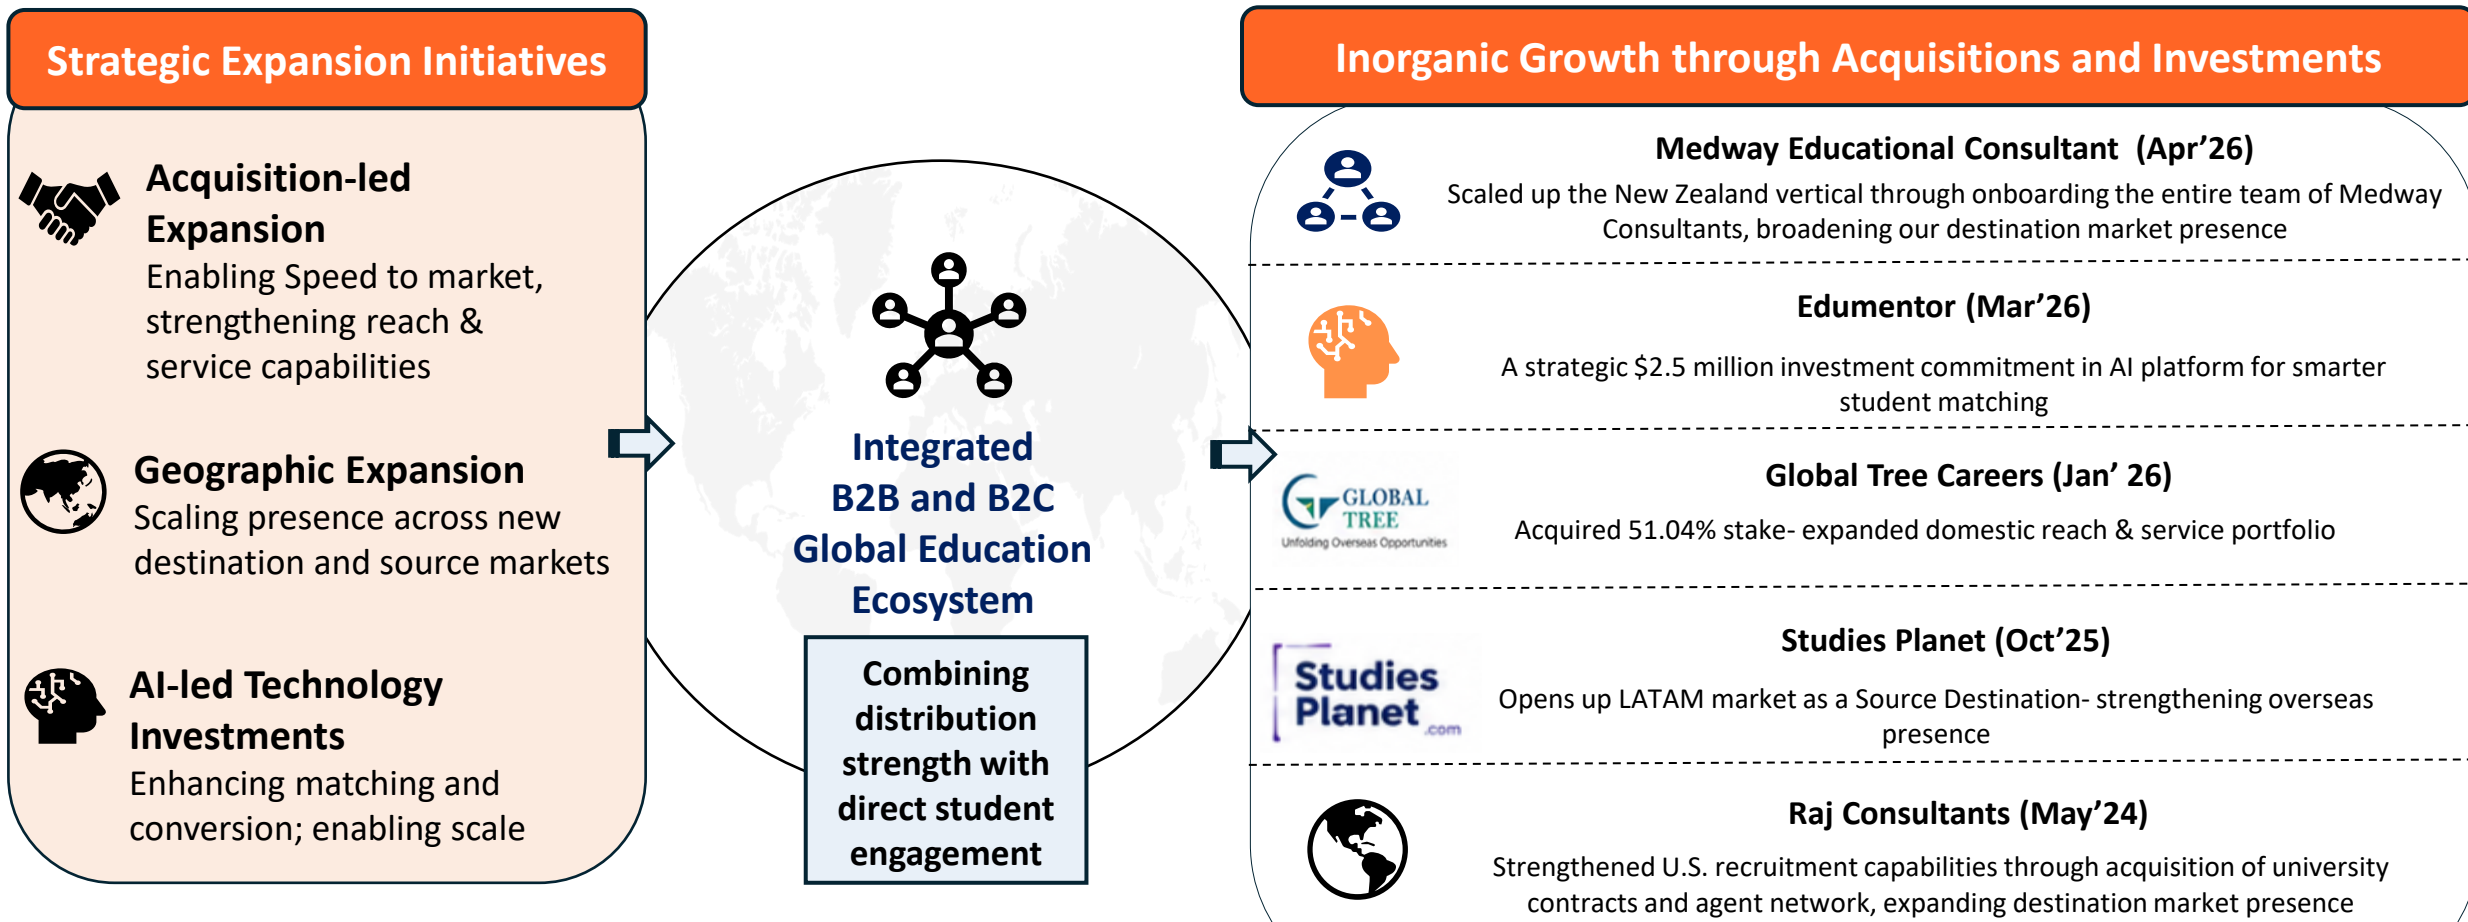 Strategic Expansion Initiatives
Acquisition-led
Expansion
Enabling Speed to market,
strengthening reach &
service capabilities
Geographic Expansion
Scaling presence across new
destination and source markets
AI-led Technology
Investments
Enhancing matching and
conversion; enabling scale
Integrated
B2B and B2C
Global Education
Ecosystem
Combining
distribution
strength with
direct student
engagement
Inorganic Growth through Acquisitions and Investments
Medway Educational Consultant (Apr’26)
Scaled up the New Zealand vertical through onboarding the entire team of Medway
Consultants, broadening our destination market presence
Edumentor (Mar’26)
A strategic $2.5 million investment commitment in AI platform for smarter
student matching
GLOBAL
TREE
Unfolding Overseas Opportunities
Global Tree Careers (Jan’ 26)
Acquired 51.04% stake- expanded domestic reach & service portfolio
Studies
Planet
.com
Studies Planet (Oct’25)
Opens up LATAM market as a Source Destination- strengthening overseas
presence
Raj Consultants (May’24)
Strengthened U.S. recruitment capabilities through acquisition of university
contracts and agent network, expanding destination market presence